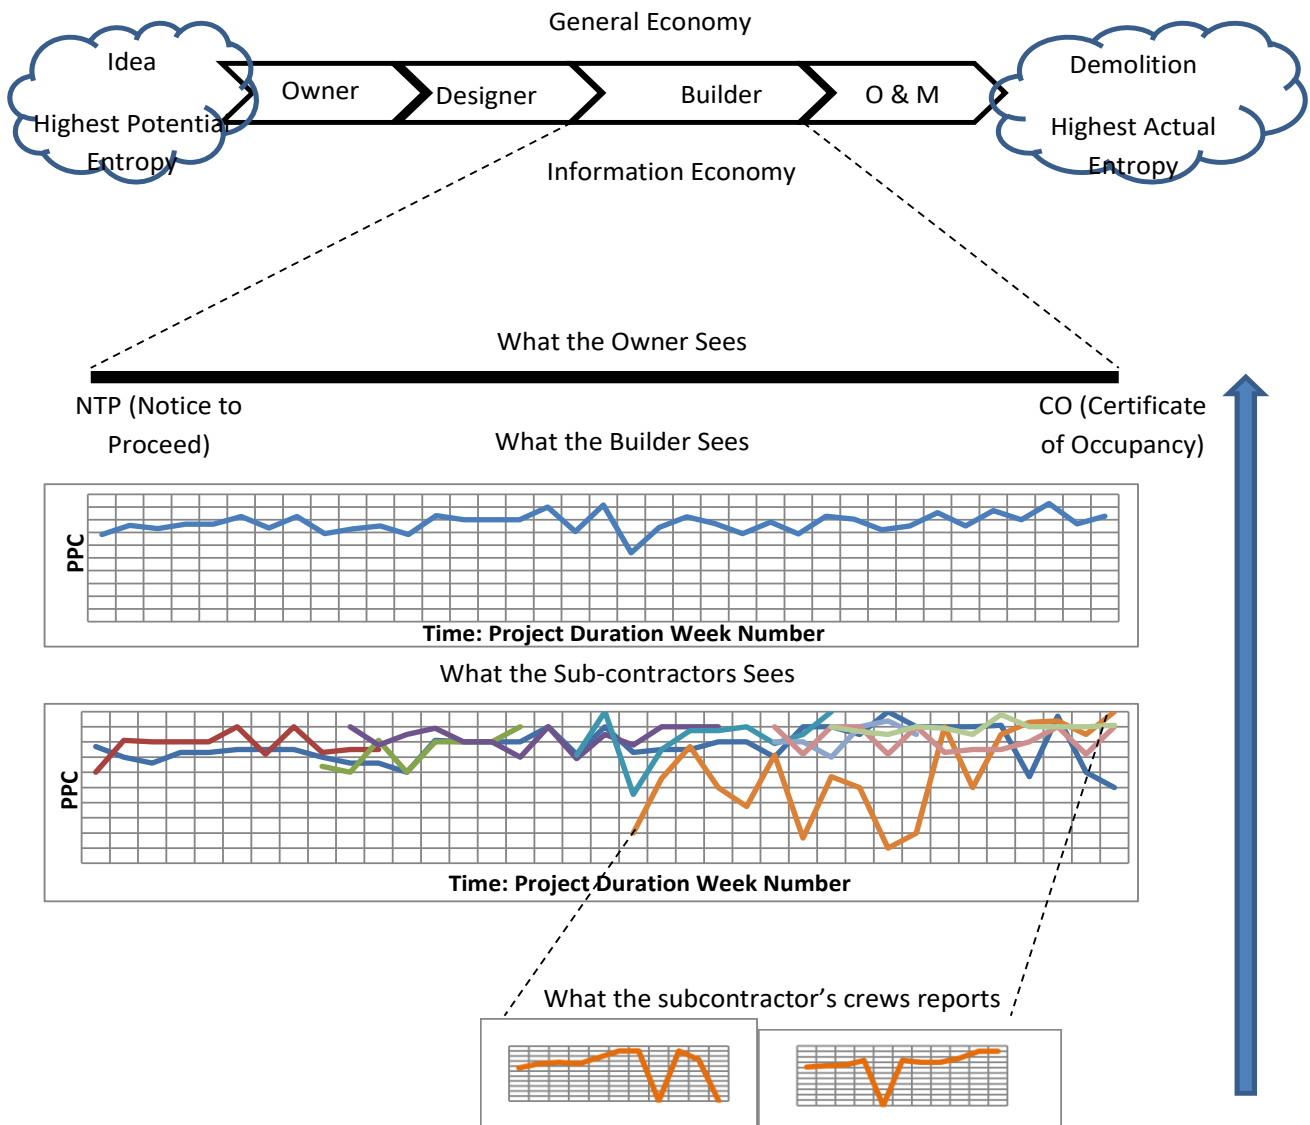 General Economy
Idea
Highest Potential
Entropy
Owner
Designer
Builder
O & M
Demolition
Highest Actual
Entropy
Information Economy
What the Owner Sees
NTP (Notice to
Proceed)
CO (Certificate
of Occupancy)
What the Builder Sees
PPC
Time: Project Duration Week Number
What the Sub-contractors Sees
PPC
Time: Project Duration Week Number
What the subcontractor’s crews reports